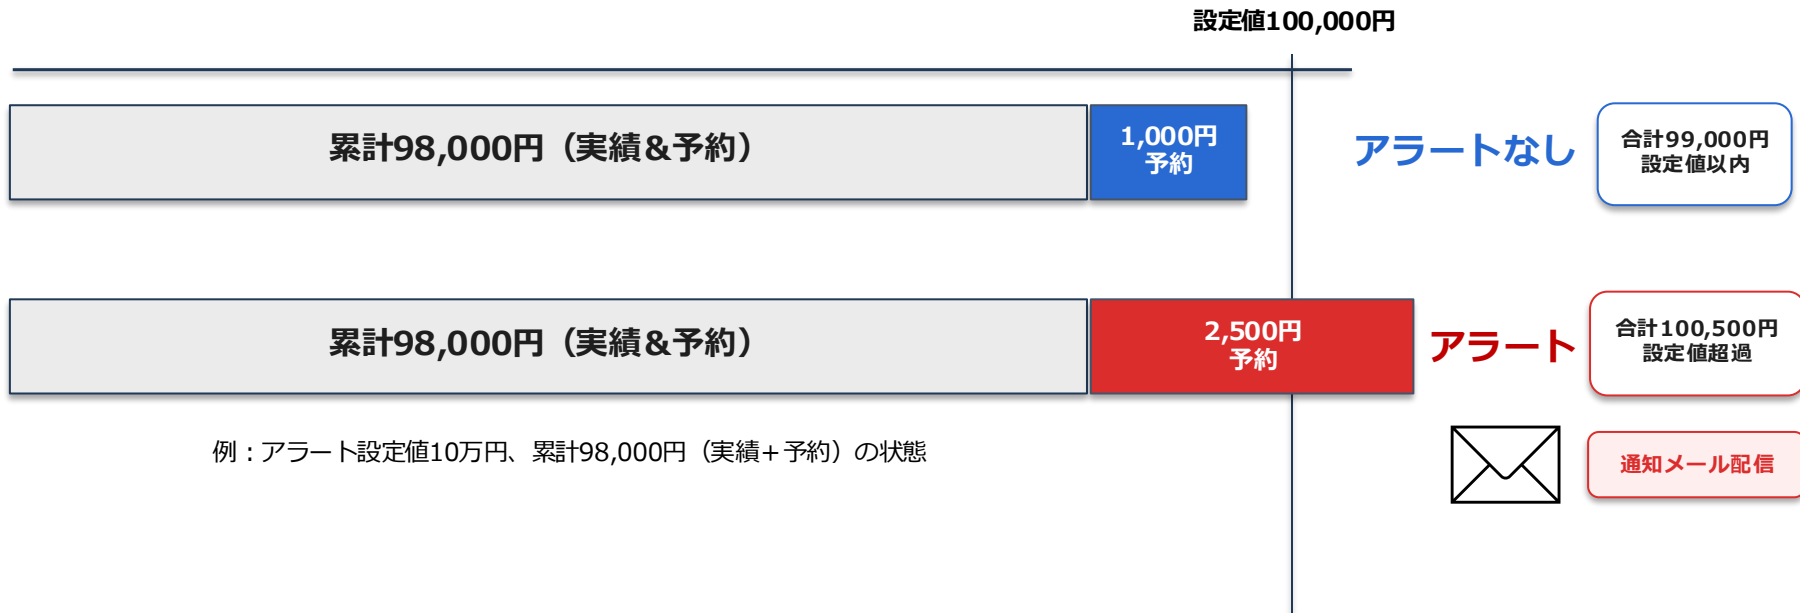 設定値100,000円
累計98,000円（実績＆予約）
1,000円
予約
アラートなし
合計99,000円
設定値以内
累計98,000円（実績＆予約）
2,500円
予約
アラート
合計100,500円
設定値超過
例：アラート設定値10万円、累計98,000円（実績＋予約）の状態
通知メール配信